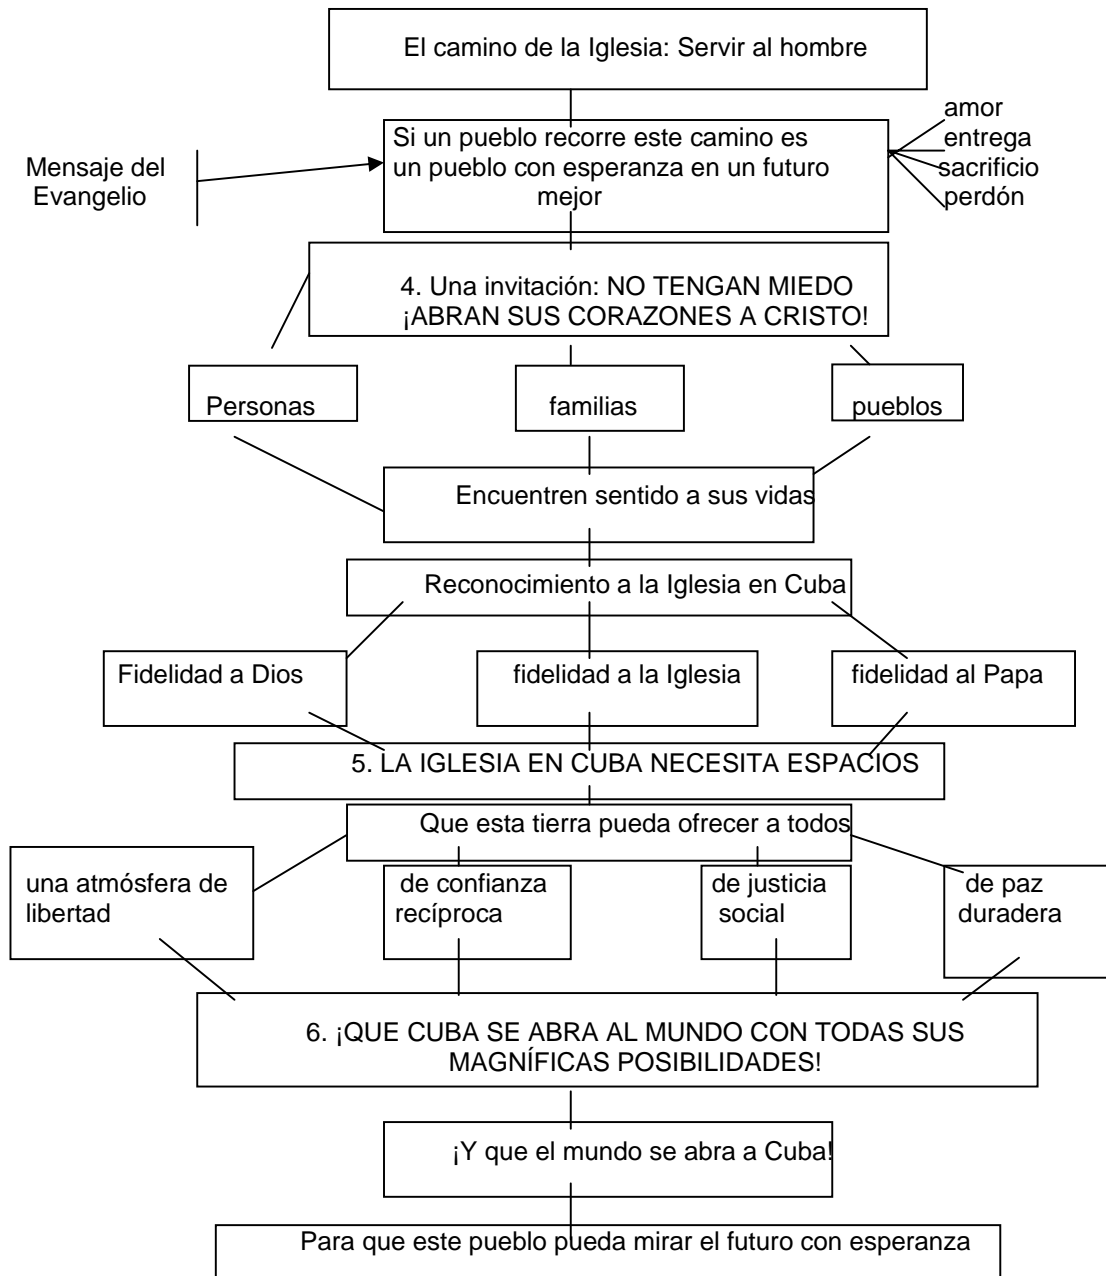 El camino de la Iglesia: Servir al hombre
Mensaje del
Evangelio
Si un pueblo recorre este camino es
un pueblo con esperanza en un futuro
mejor
amor
entrega
sacrificio
perdón
4. Una invitación: NO TENGAN MIEDO
¡ABRAN SUS CORAZONES A CRISTO!
Personas
familias
pueblos
Encuentren sentido a sus vidas
Reconocimiento a la Iglesia en Cuba
Fidelidad a Dios
fidelidad a la Iglesia
fidelidad al Papa
5. LA IGLESIA EN CUBA NECESITA ESPACIOS
Que esta tierra pueda ofrecer a todos
una atmósfera de
libertad
de confianza
recíproca
de justicia
social
de paz
duradera
6. ¡QUE CUBA SE ABRA AL MUNDO CON TODAS SUS
MAGNÍFICAS POSIBILIDADES!
¡Y que el mundo se abra a Cuba!
Para que este pueblo pueda mirar el futuro con esperanza